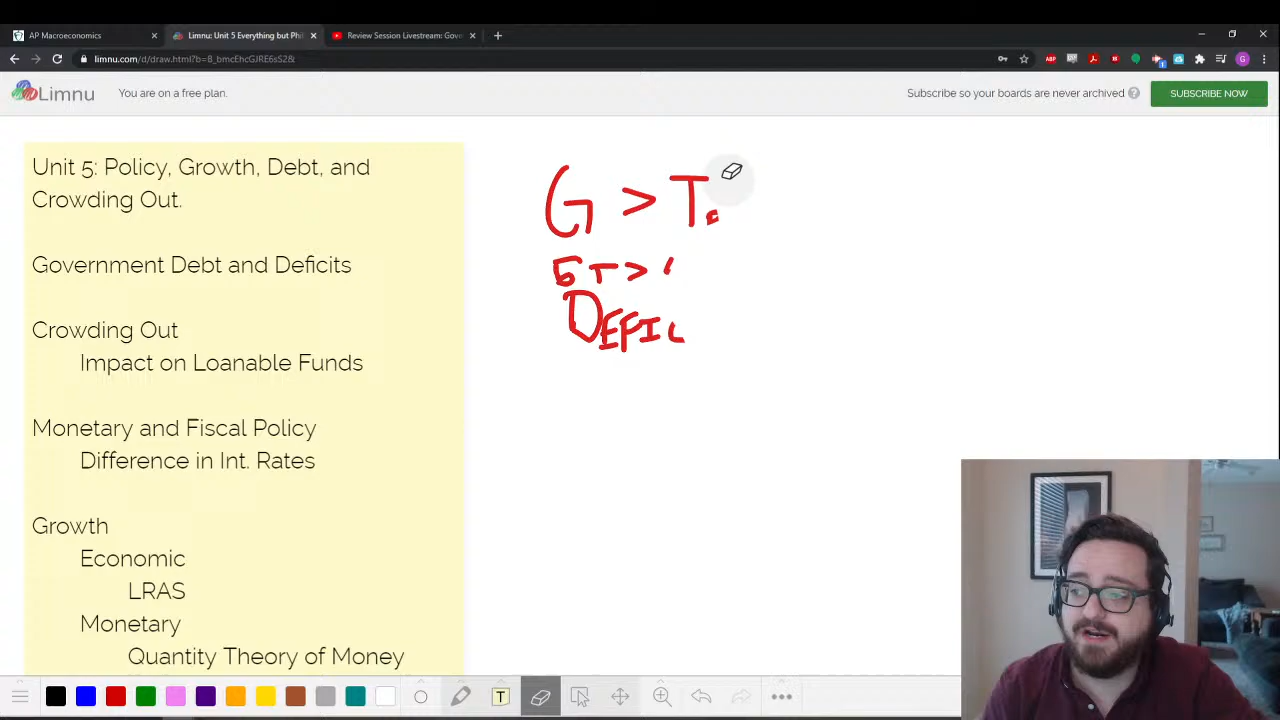 AP Macroeconomics
Limnu: Unit 5 Everything but Phi
Review Session Livestream: Gove
limnu.com/d/draw.html?b=8_bmcEhcGJRE6sS2&
Limnu
You are on a free plan.
Subscribe so your boards are never archived
SUBSCRIBE NOW
Unit 5: Policy, Growth, Debt, and
Crowding Out.
Government Debt and Deficits
Crowding Out
Impact on Loanable Funds
Monetary and Fiscal Policy
Difference in Int. Rates
Growth
Economic
LRAS
Monetary
Quantity Theory of Money
G > T
5 T >
DEFIC
T